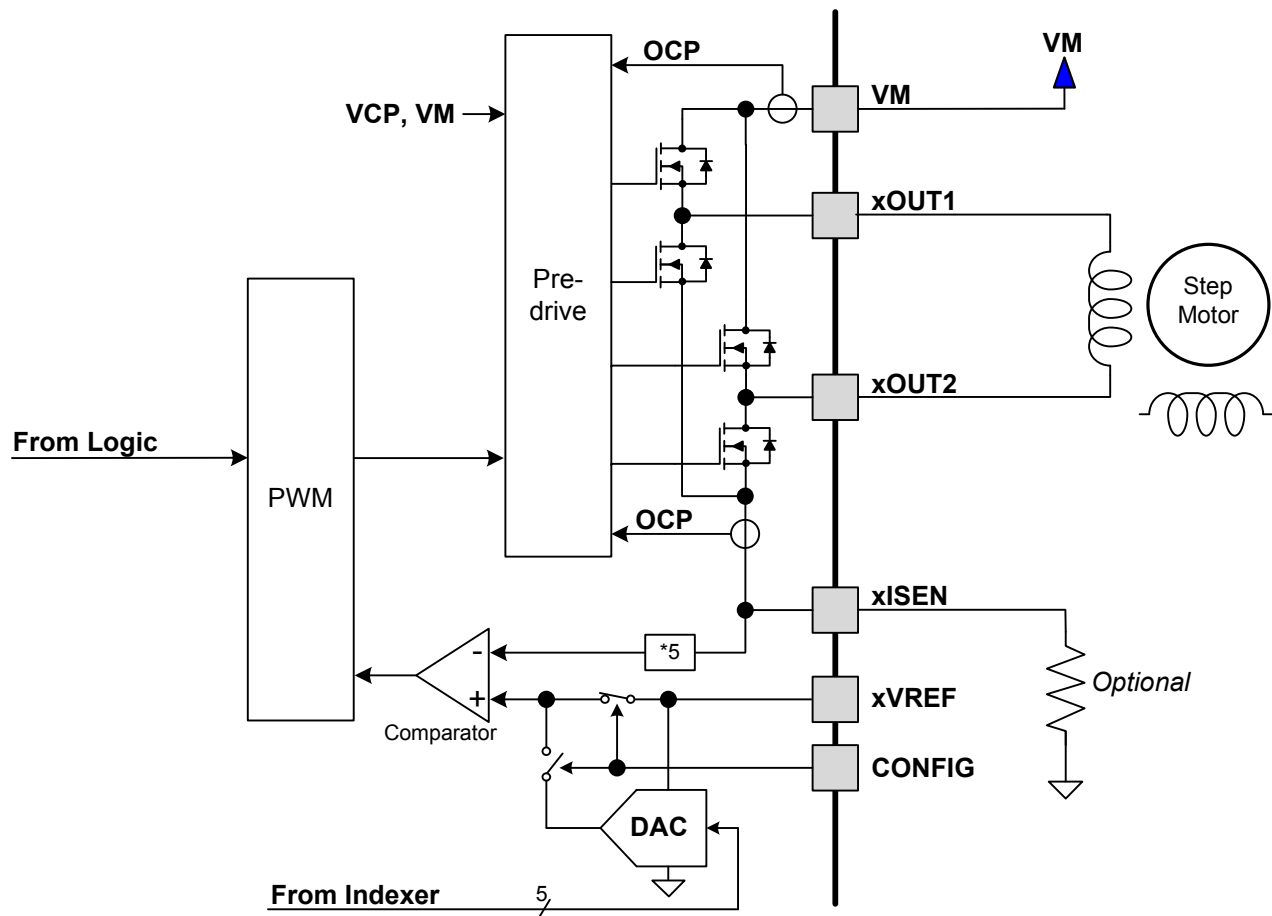 VM
OCP
VM
VCP, VM
xOUT1
Pre-
drive
Step
Motor
xOUT2
From Logic
PWM
OCP
xISEN
*5
-
+
Comparator
xVREF
Optional
CONFIG
DAC
From Indexer
5